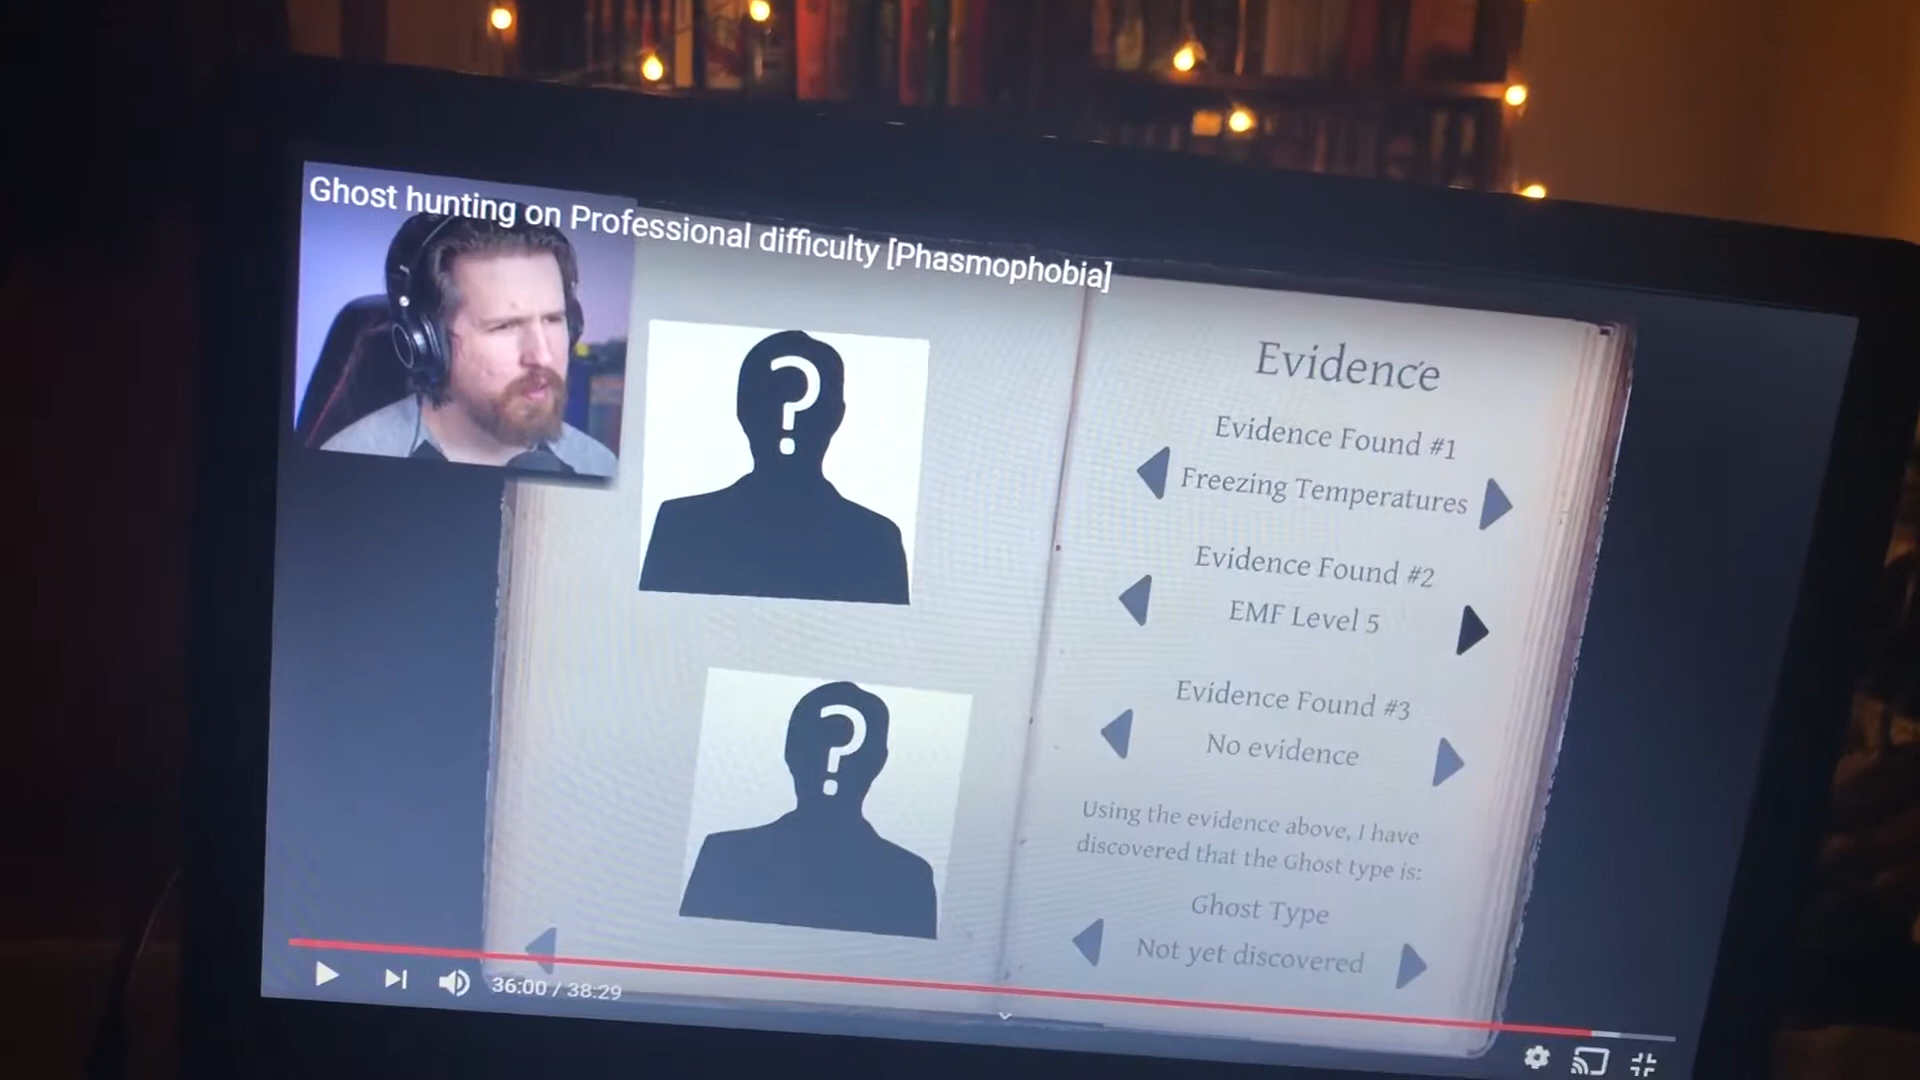 Ghost hunting on Professional difficulty [Phasmophobia]
?
?
Evidence
Evidence Found #1
Freezing Temperatures
Evidence Found #2
EMF Level 5
Evidence Found #3
No evidence
Using the evidence above, I have
discovered that the Ghost type is:
Ghost Type
Not yet discovered
36:00 / 38:29